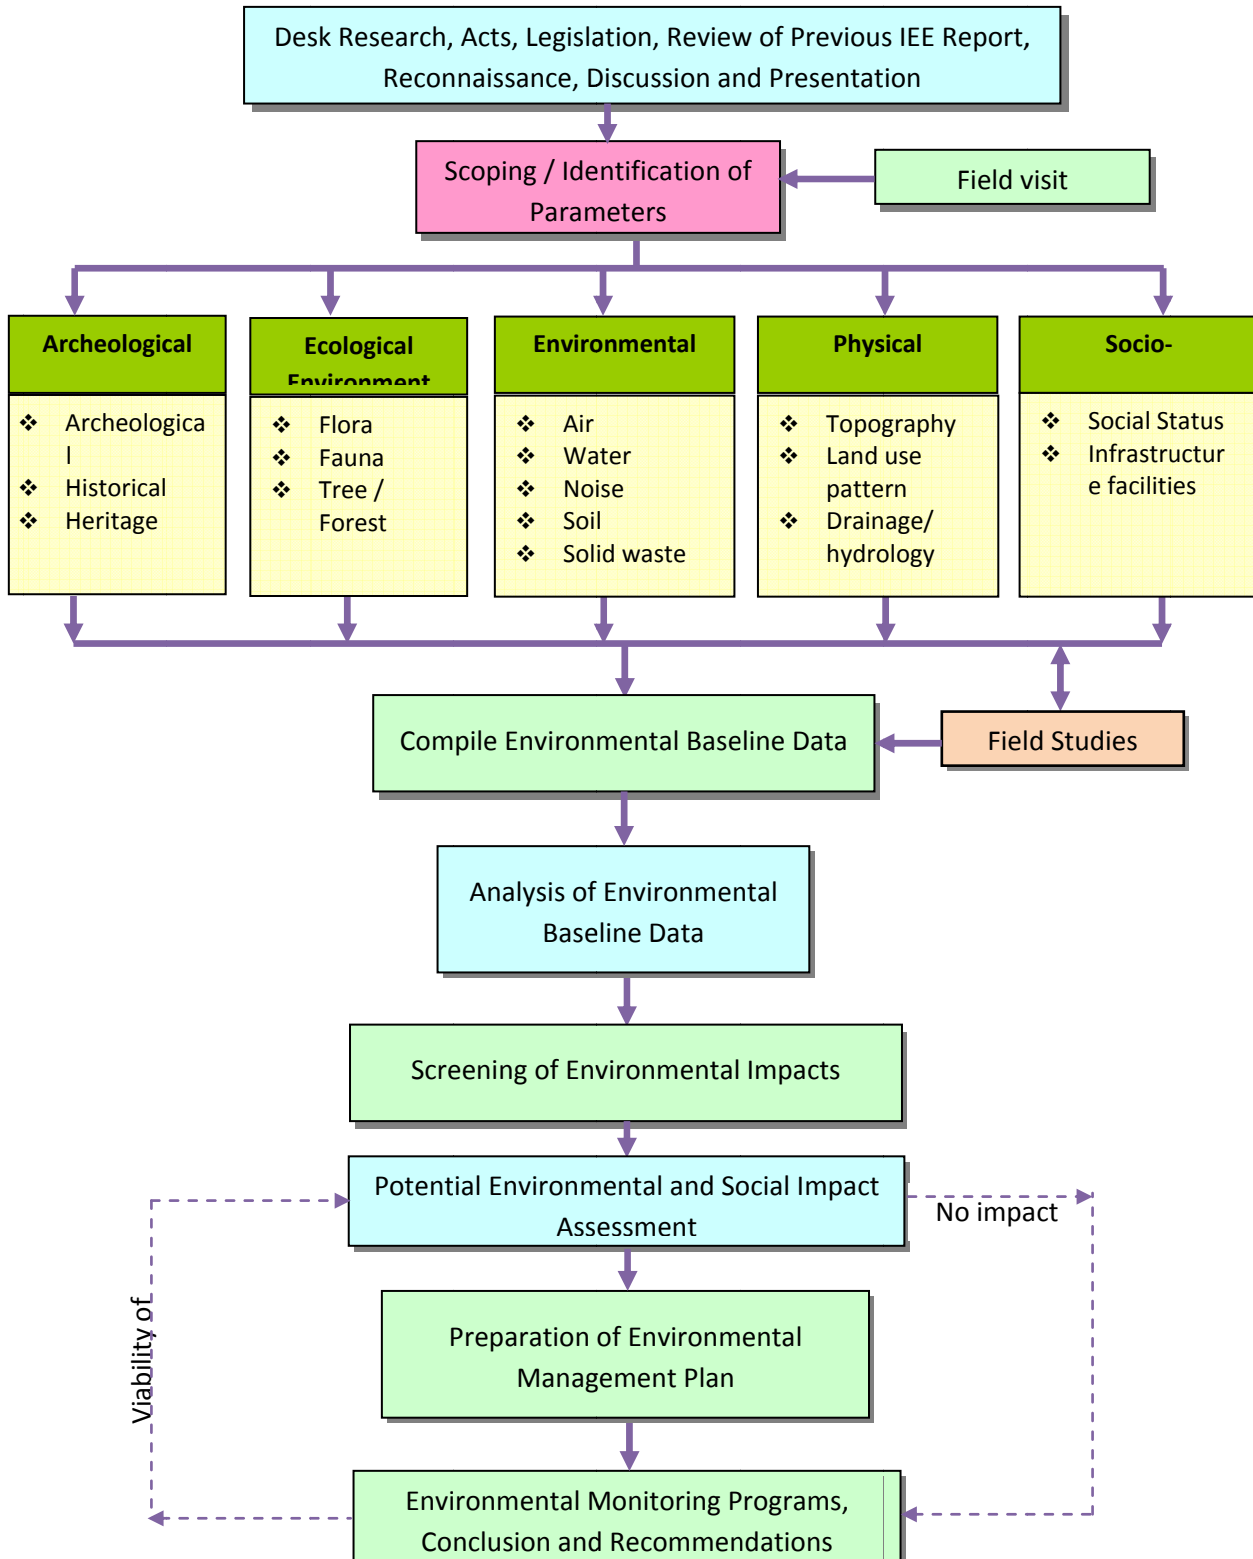 Desk Research, Acts, Legislation, Review of Previous IEE Report,
Reconnaissance, Discussion and Presentation
Scoping / Identification of
Parameters
Field visit
Archeological
❖ Archeologica
l
❖ Historical
❖ Heritage
Ecological
Environment
❖ Flora
❖ Fauna
❖ Tree /
Forest
Environmental
❖ Air
❖ Water
❖ Noise
❖ Soil
❖ Solid waste
Physical
❖ Topography
❖ Land use
pattern
❖ Drainage/
hydrology
Socio-
❖ Social Status
❖ Infrastructur
e facilities
Compile Environmental Baseline Data
Field Studies
Analysis of Environmental
Baseline Data
Screening of Environmental Impacts
Potential Environmental and Social Impact
Assessment
No impact
Viability of
Preparation of Environmental
Management Plan
Environmental Monitoring Programs,
Conclusion and Recommendations